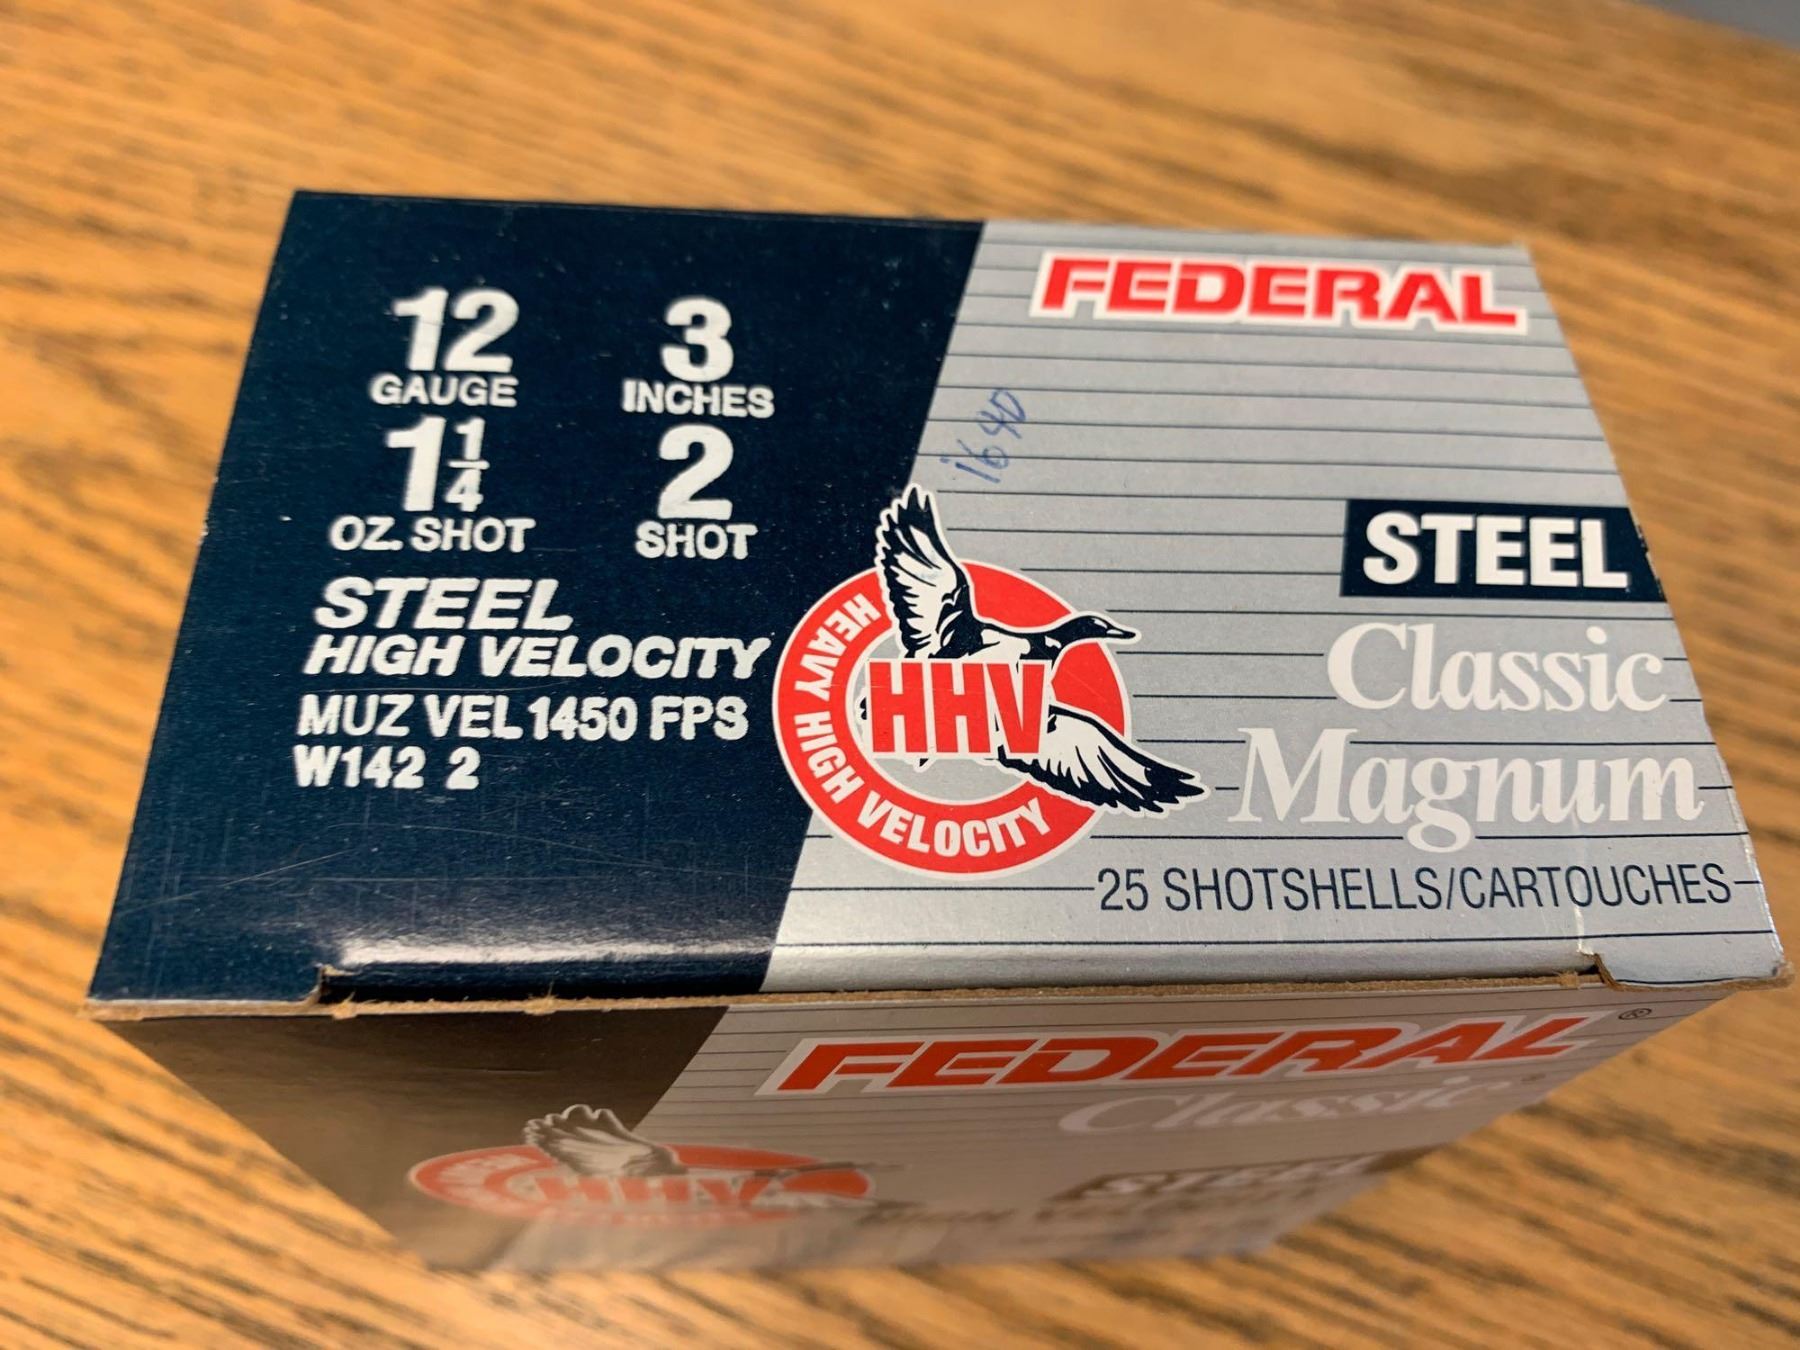 12 GAUGE
3 INCHES
1 1/4 OZ. SHOT
2 SHOT
STEEL
HIGH VELOCITY
MUZ VEL 1450 FPS
W142 2
FEDERAL
1640
STEEL
Classic
Magnum
HHV
HEAVY HIGH VELOCITY
25 SHOTSHELLS/CARTOUCHES
FEDERAL®
Classic®
STEEL
HHV